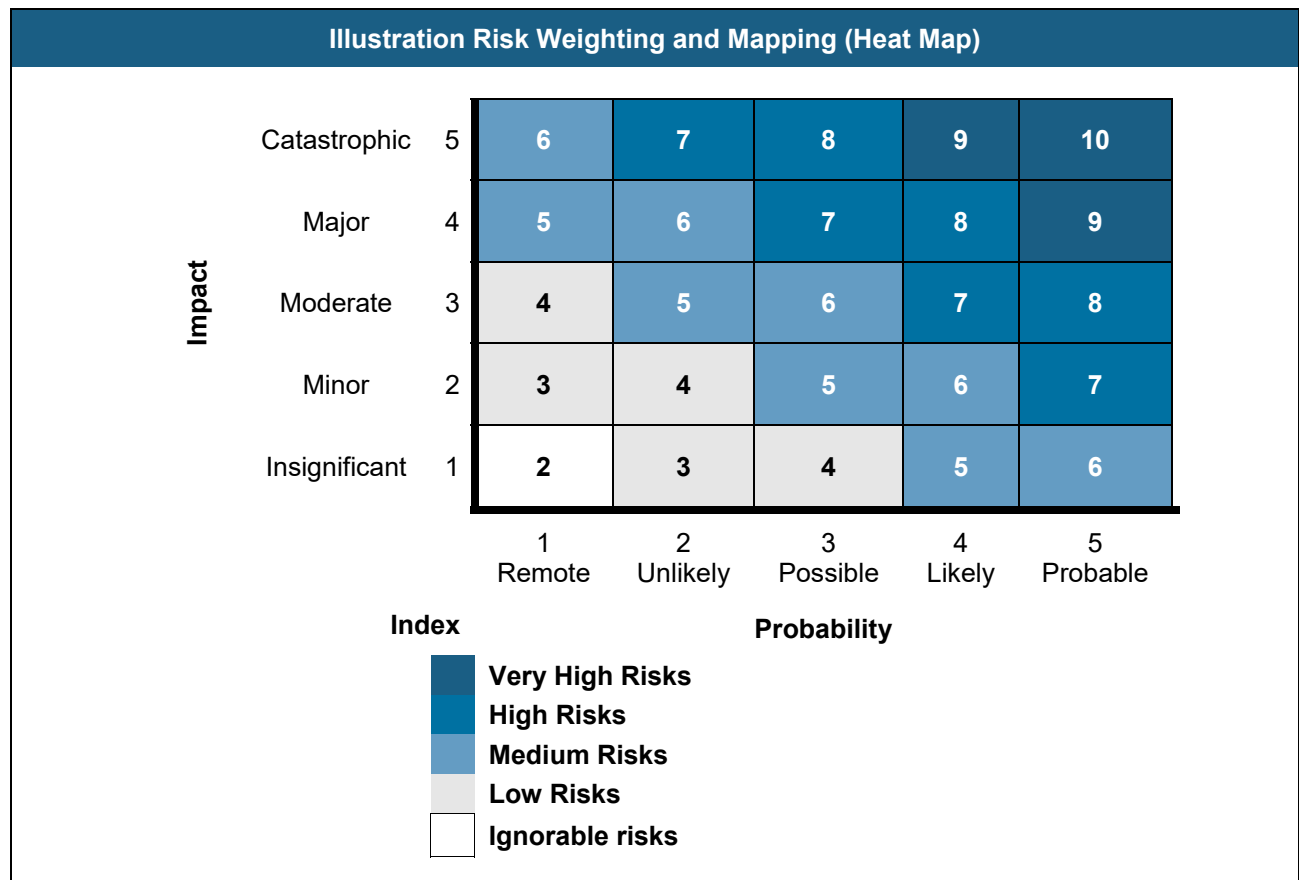 Illustration Risk Weighting and Mapping (Heat Map)
Catastrophic 5 6 7 8 9 10
Major 4 5 6 7 8 9
Impact
Moderate 3 4 5 6 7 8
Minor 2 3 4 5 6 7
Insignificant 1 2 3 4 5 6
1 2 3 4 5
Remote Unlikely Possible Likely Probable
Index Probability
Very High Risks
High Risks
Medium Risks
Low Risks
Ignorable risks